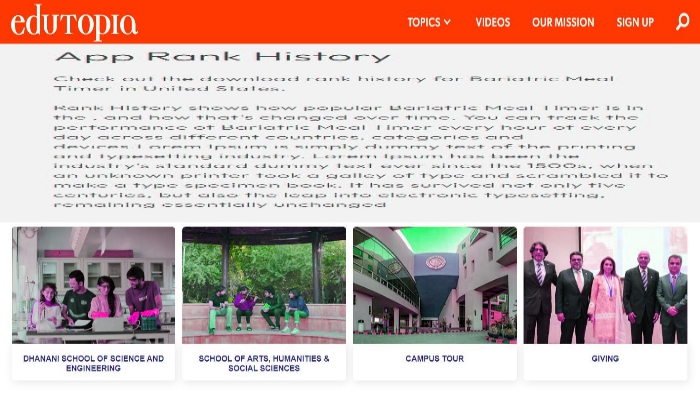 edutopia
TOPICS VIDEOS OUR MISSION SIGN UP
App Rank History
Check out the download rank history for Bariatric Meal
Timer in United States.
Rank History shows how popular Bariatric Meal Timer is in
the , and how that's changed over time. You can track the
performance of Bariatric Meal Timer every hour of every
day across different countries, categories and
devices.Lorem Ipsum is simply dummy text of the printing
and typesetting industry. Lorem Ipsum has been the
industry's standard dummy text ever since the 1500s, when
an unknown printer took a galley of type and scrambled it to
make a type specimen book. It has survived not only five
centuries, but also the leap into electronic typesetting,
remaining essentially unchanged
DHANANI SCHOOL OF SCIENCE AND
ENGINEERING
SCHOOL OF ARTS, HUMANITIES &
SOCIAL SCIENCES
CAMPUS TOUR
GIVING